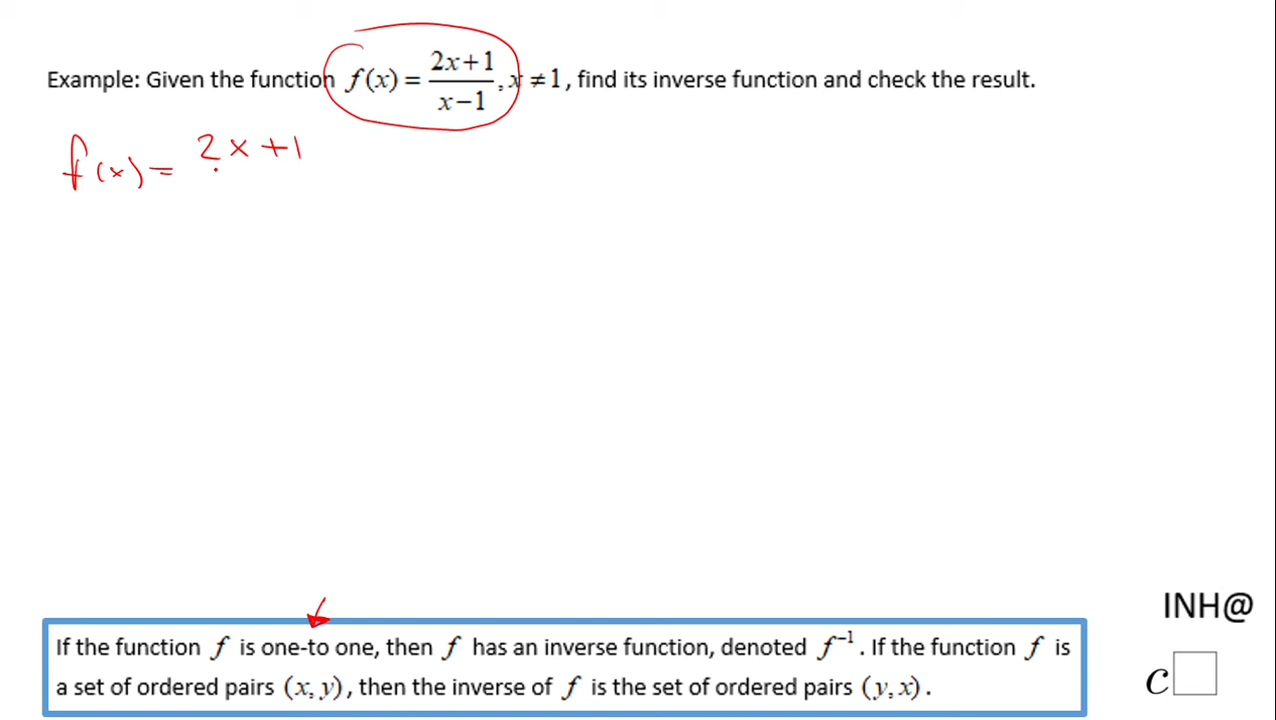 Example: Given the function f(x) = (2x+1)/(x−1), x ≠ 1, find its inverse function and check the result.
f(x) = 2x + 1
INH@
If the function f is one-to one, then f has an inverse function, denoted f⁻¹. If the function f is
a set of ordered pairs (x, y), then the inverse of f is the set of ordered pairs (y, x).
c